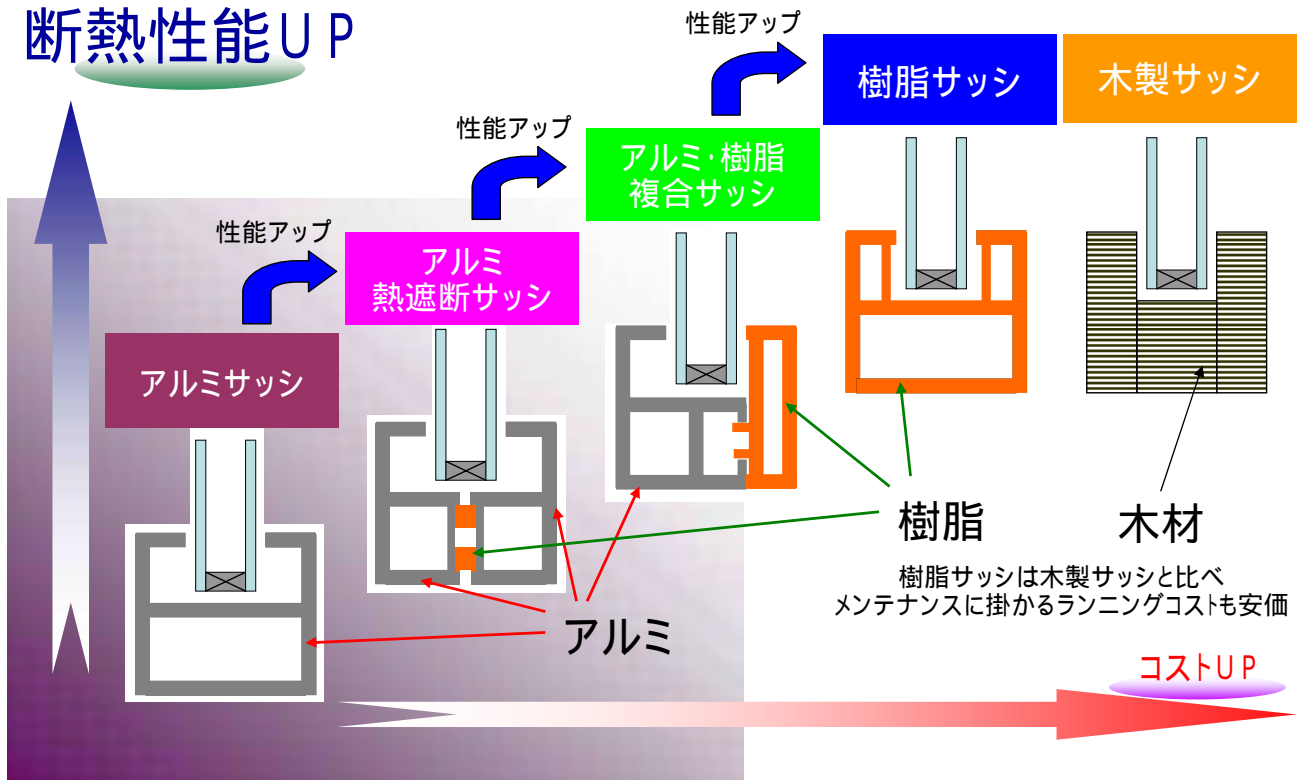 断熱性能UP
性能アップ
樹脂サッシ
木製サッシ
性能アップ
アルミ・樹脂
複合サッシ
性能アップ
アルミ
熱遮断サッシ
アルミサッシ
樹脂
木材
樹脂サッシは木製サッシと比べ
メンテナンスに掛かるランニングコストも安価
アルミ
コストUP